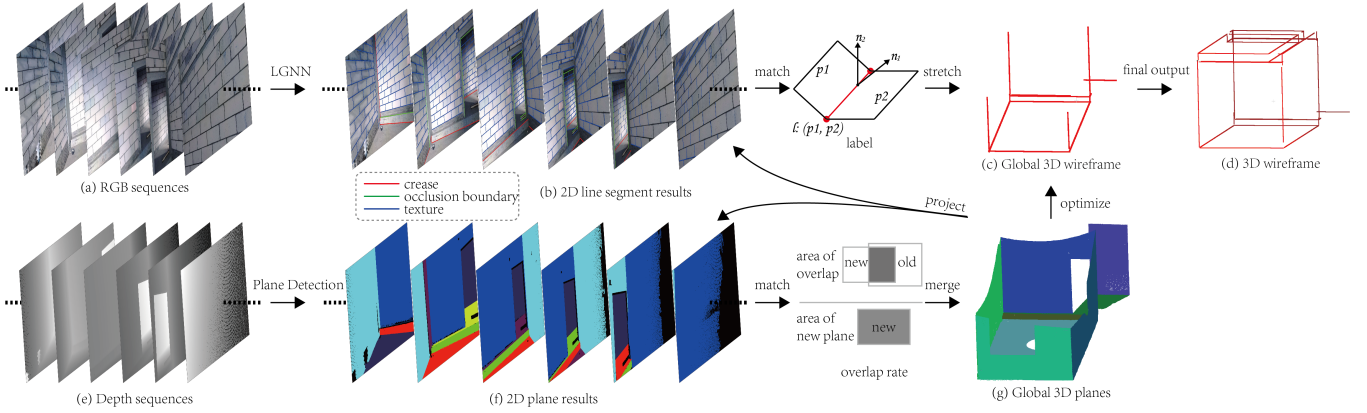 LGNN
match
p1
n₂
n₁
p2
l: (p1, p2)
label
stretch
final output
(a) RGB sequences
(b) 2D line segment results
(c) Global 3D wireframe
(d) 3D wireframe
crease
occlusion boundary
texture
project
optimize
Plane Detection
match
area of
overlap
new
old
merge
area of
new plane
new
overlap rate
(e) Depth sequences
(f) 2D plane results
(g) Global 3D planes